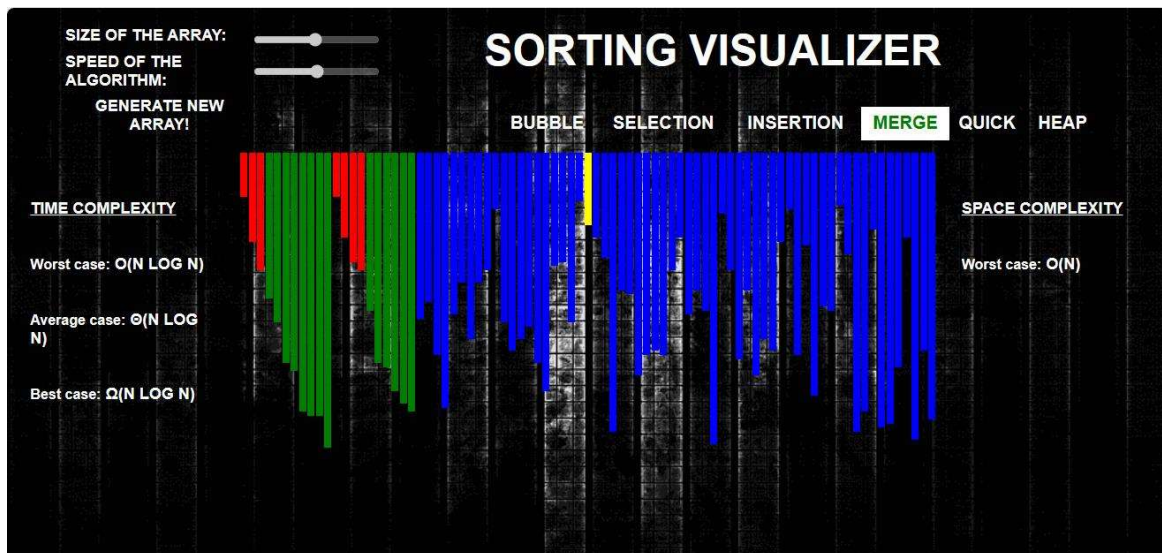 SIZE OF THE ARRAY:
SPEED OF THE
ALGORITHM:
GENERATE NEW
ARRAY!
SORTING VISUALIZER
BUBBLE SELECTION INSERTION MERGE QUICK HEAP
TIME COMPLEXITY
Worst case: O(N LOG N)
Average case: Θ(N LOG
N)
Best case: Ω(N LOG N)
SPACE COMPLEXITY
Worst case: O(N)